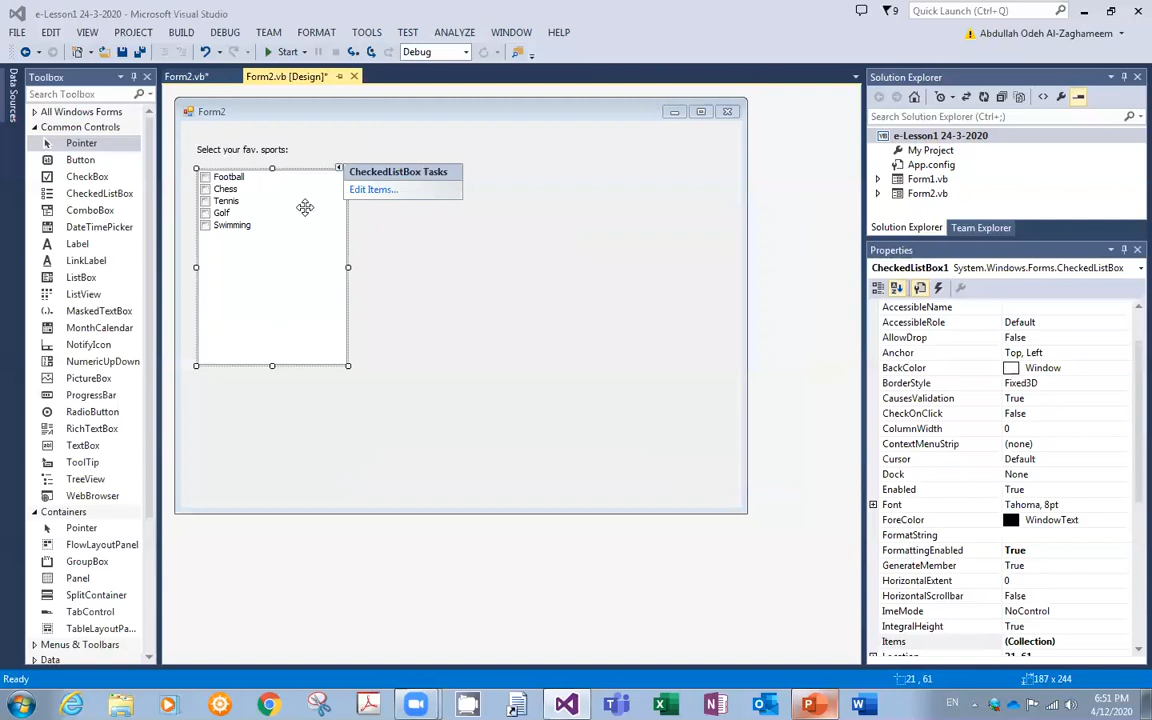 e-Lesson1 24-3-2020 - Microsoft Visual Studio
9
Quick Launch (Ctrl+Q)
FILE EDIT VIEW PROJECT BUILD DEBUG TEAM FORMAT TOOLS TEST ANALYZE WINDOW HELP
Abdullah Odeh Al-Zaghameem
Start
Debug
Data Sources
Toolbox
Search Toolbox
All Windows Forms
Common Controls
Pointer
Button
CheckBox
CheckedListBox
ComboBox
DateTimePicker
Label
LinkLabel
ListBox
ListView
MaskedTextBox
MonthCalendar
NotifyIcon
NumericUpDown
PictureBox
ProgressBar
RadioButton
RichTextBox
TextBox
ToolTip
TreeView
WebBrowser
Containers
Pointer
FlowLayoutPanel
GroupBox
Panel
SplitContainer
TabControl
TableLayoutPa...
Menus & Toolbars
Data
Form2.vb*
Form2.vb [Design]*
Form2
Select your fav. sports:
Football
Chess
Tennis
Golf
Swimming
CheckedListBox Tasks
Edit Items...
Solution Explorer
Search Solution Explorer (Ctrl+;)
e-Lesson1 24-3-2020
My Project
App.config
Form1.vb
Form2.vb
Solution Explorer Team Explorer
Properties
CheckedListBox1 System.Windows.Forms.CheckedListBox
AccessibleName
AccessibleRole Default
AllowDrop False
Anchor Top, Left
BackColor Window
BorderStyle Fixed3D
CausesValidation True
CheckOnClick False
ColumnWidth 0
ContextMenuStrip (none)
Cursor Default
Dock None
Enabled True
Font Tahoma, 8pt
ForeColor WindowText
FormatString
FormattingEnabled True
GenerateMember True
HorizontalExtent 0
HorizontalScrollbar False
ImeMode NoControl
IntegralHeight True
Items (Collection)
Location 21, 61
Ready
21 , 61
187 x 244
EN
6:51 PM
4/12/2020